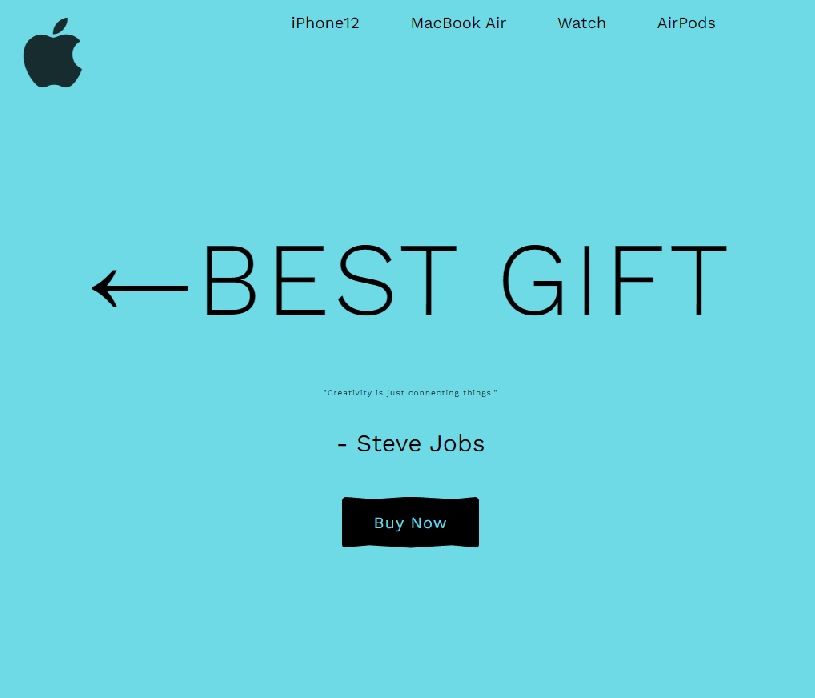 iPhone12 MacBook Air Watch AirPods
←BEST GIFT
"Creativity is just connecting things."
- Steve Jobs
Buy Now